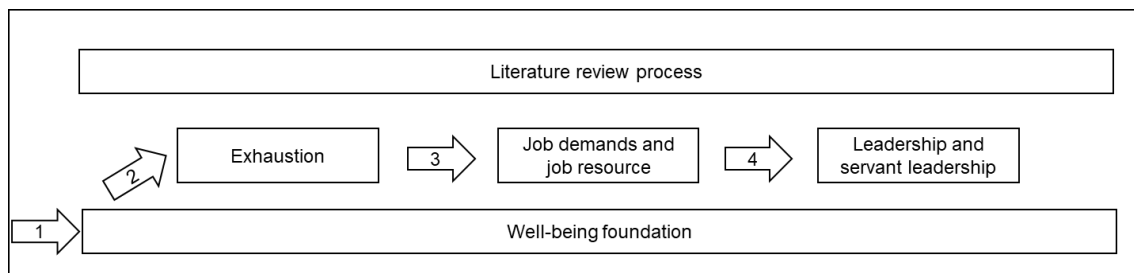 Literature review process
Exhaustion
3
Job demands and
job resource
4
Leadership and
servant leadership
2
1
Well-being foundation